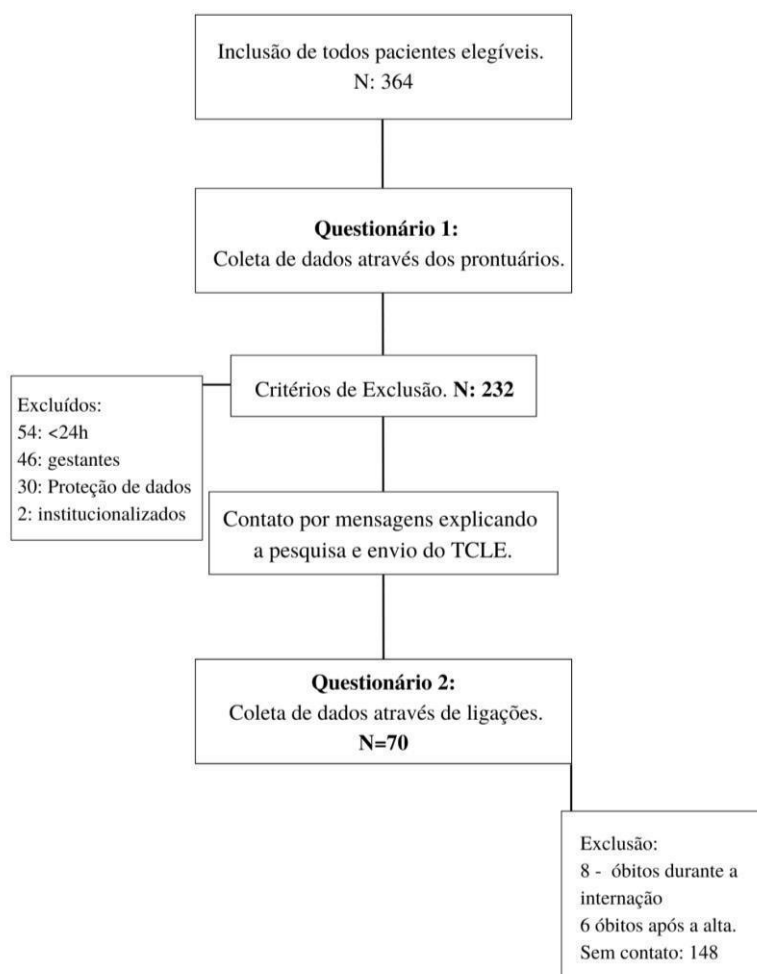 Inclusão de todos pacientes elegíveis.
N: 364
Questionário 1:
Coleta de dados através dos prontuários.
Critérios de Exclusão. N: 232
Excluídos:
54: <24h
46: gestantes
30: Proteção de dados
2: institucionalizados
Contato por mensagens explicando
a pesquisa e envio do TCLE.
Questionário 2:
Coleta de dados através de ligações.
N=70
Exclusão:
8 - óbitos durante a
internação
6 óbitos após a alta.
Sem contato: 148